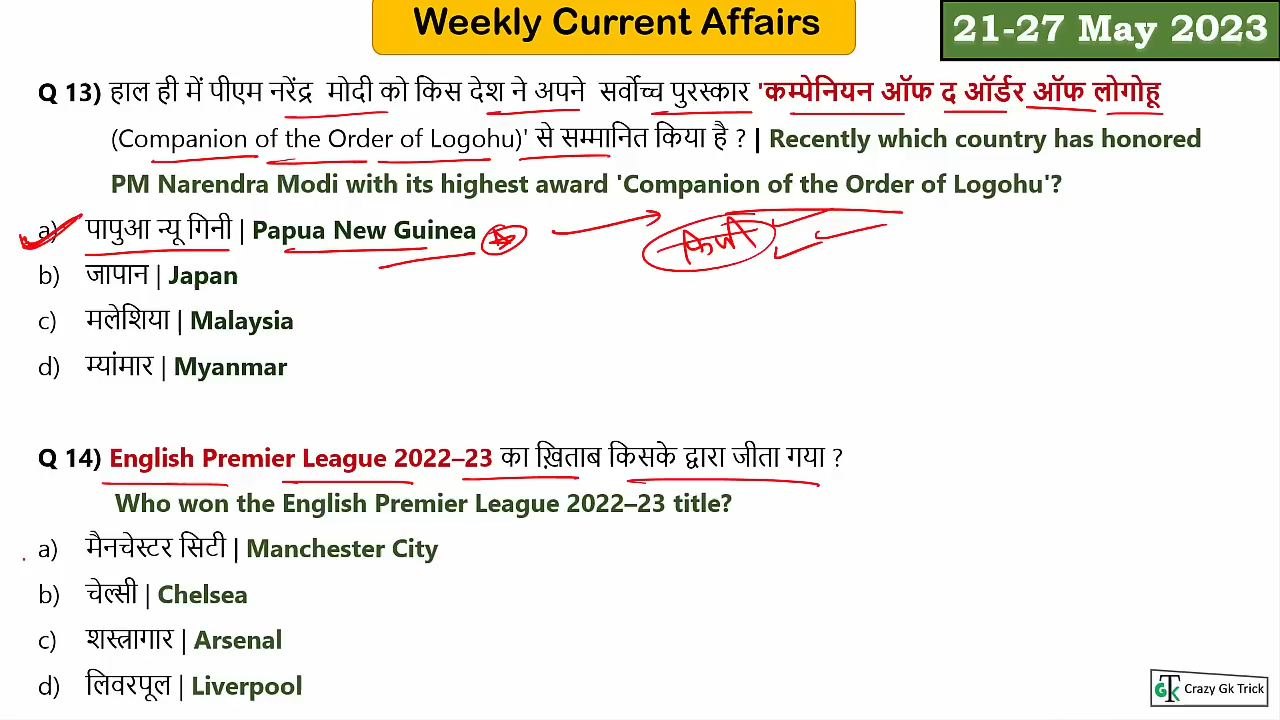 Weekly Current Affairs
21-27 May 2023
Q 13) हाल ही में पीएम नरेंद्र मोदी को किस देश ने अपने सर्वोच्च पुरस्कार 'कम्पेनियन ऑफ द ऑर्डर ऑफ लोगोहू
(Companion of the Order of Logohu)' से सम्मानित किया है ? | Recently which country has honored
PM Narendra Modi with its highest award 'Companion of the Order of Logohu'?
a) पापुआ न्यू गिनी | Papua New Guinea
फिजी
b) जापान | Japan
c) मलेशिया | Malaysia
d) म्यांमार | Myanmar
Q 14) English Premier League 2022–23 का ख़िताब किसके द्वारा जीता गया ?
Who won the English Premier League 2022–23 title?
a) मैनचेस्टर सिटी | Manchester City
b) चेल्सी | Chelsea
c) शस्त्रागार | Arsenal
d) लिवरपूल | Liverpool
GTK Crazy Gk Trick